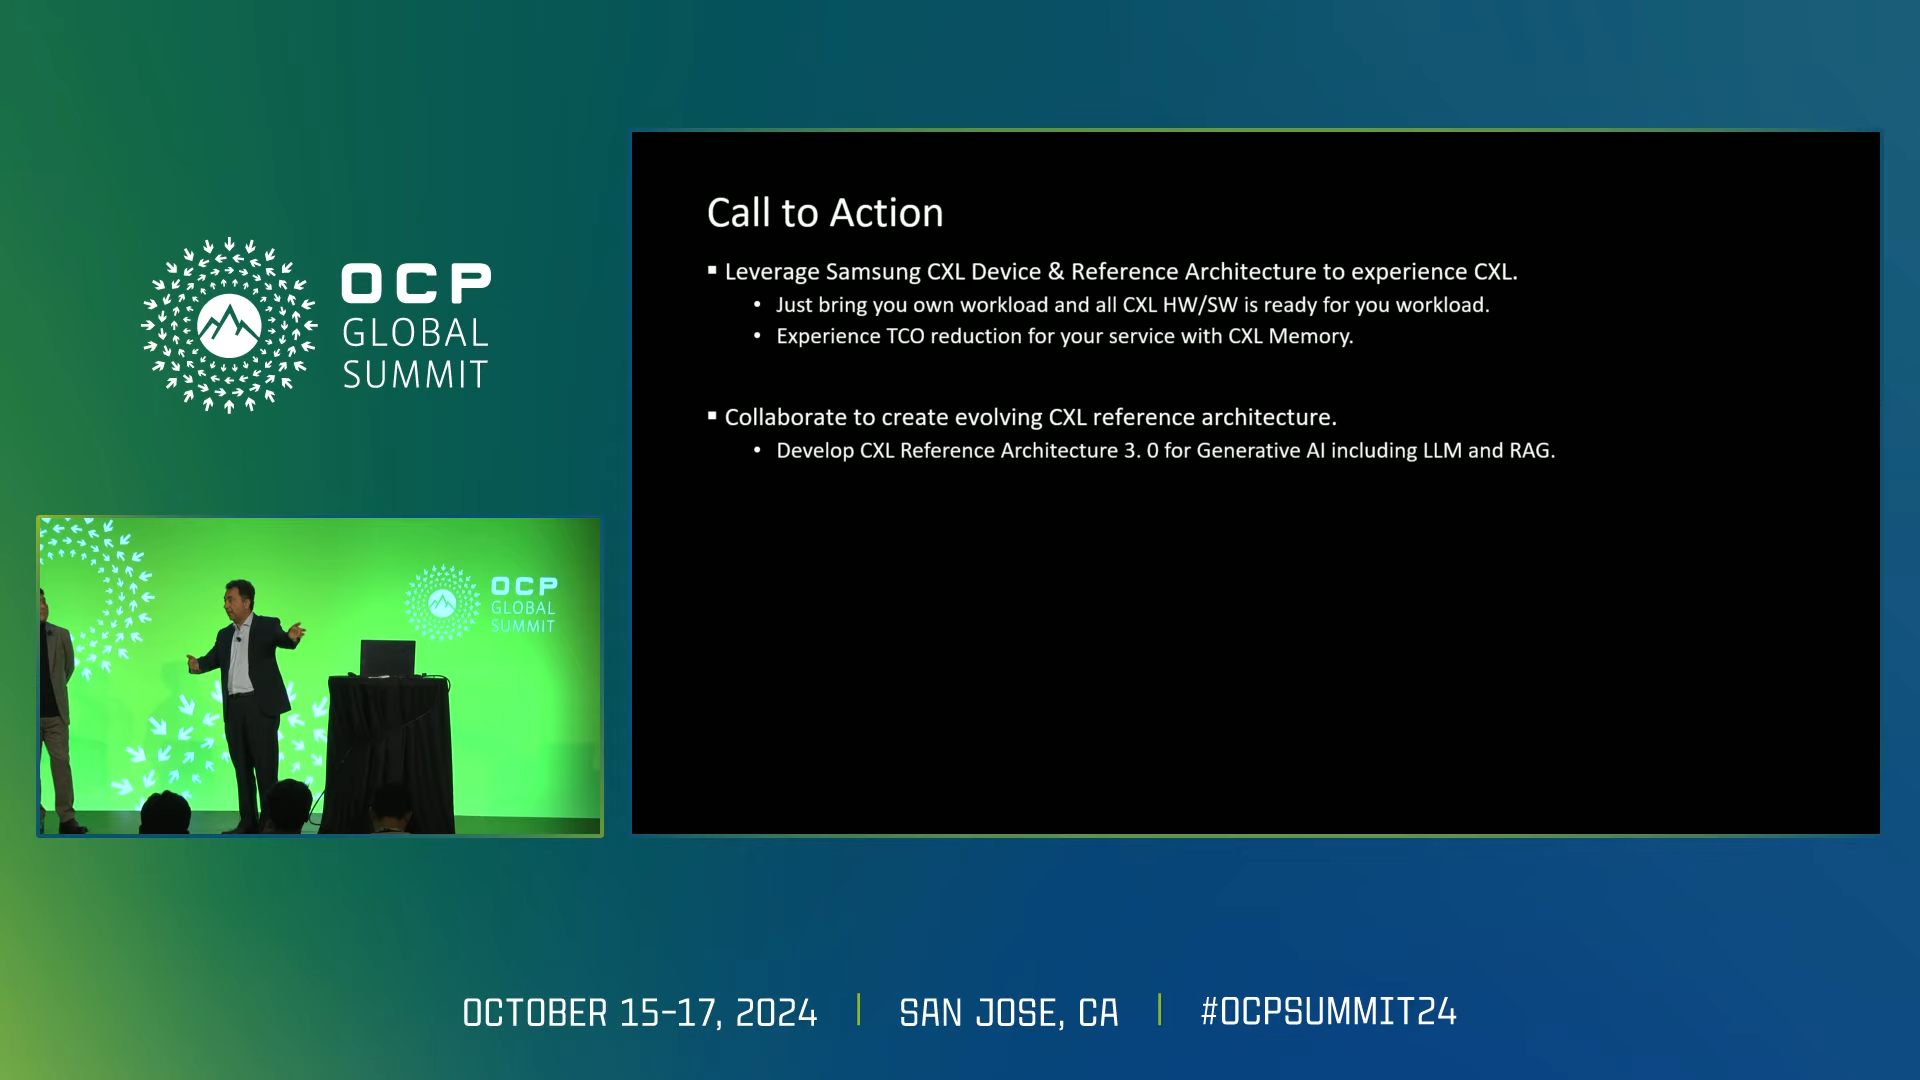 OCP
GLOBAL
SUMMIT
Call to Action
▪ Leverage Samsung CXL Device & Reference Architecture to experience CXL.
• Just bring you own workload and all CXL HW/SW is ready for you workload.
• Experience TCO reduction for your service with CXL Memory.
▪ Collaborate to create evolving CXL reference architecture.
• Develop CXL Reference Architecture 3. 0 for Generative AI including LLM and RAG.
OCP
GLOBAL
SUMMIT
OCTOBER 15-17, 2024 | SAN JOSE, CA | #OCPSUMMIT24